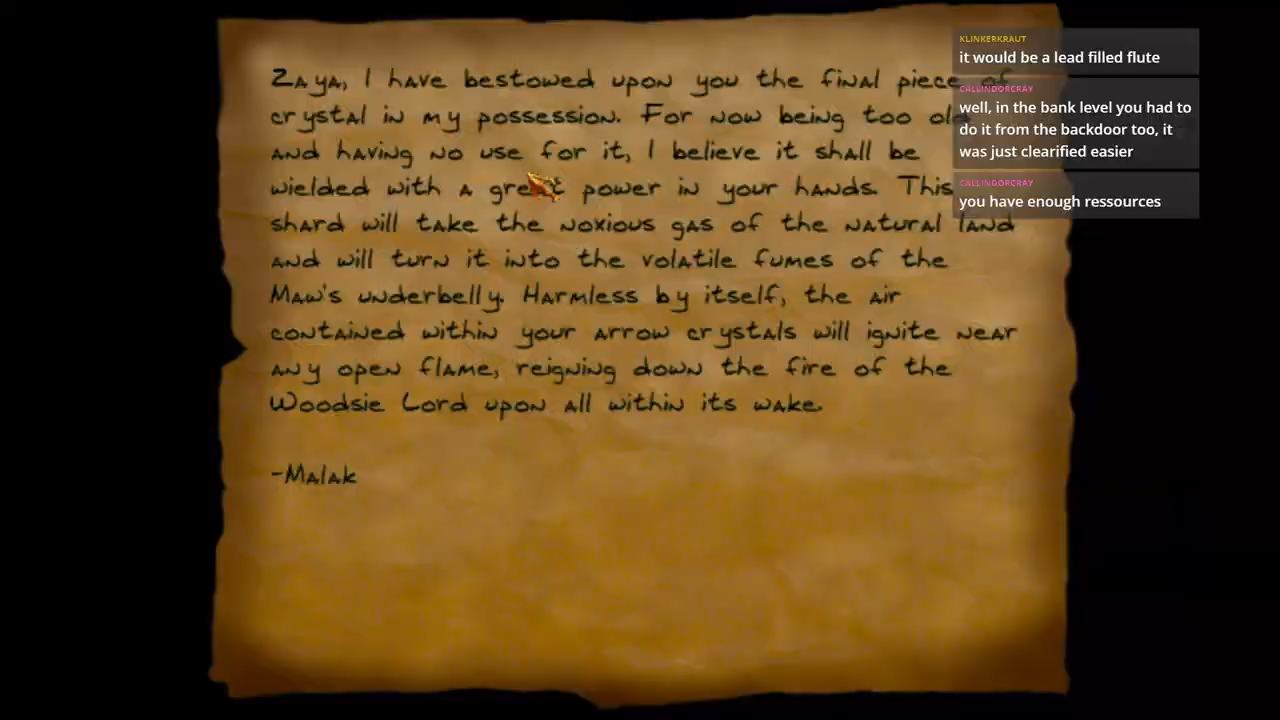 Zaya, I have bestowed upon you the final piece of
crystal in my possession. For now being too old
and having no use for it, I believe it shall be
wielded with a great power in your hands. This
shard will take the noxious gas of the natural land
and will turn it into the volatile fumes of the
Maw's underbelly. Harmless by itself, the air
contained within your arrow crystals will ignite near
any open flame, reigning down the fire of the
Woodsie Lord upon all within its wake.
-Malak
KLINKERKRAUT
it would be a lead filled flute
CALLINDORCRAY
well, in the bank level you had to
do it from the backdoor too, it
was just clearified easier
CALLINDORCRAY
you have enough ressources